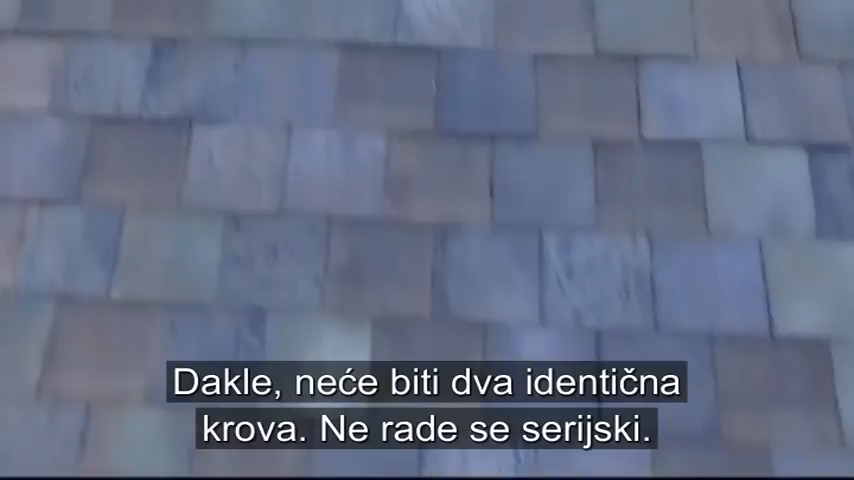 Dakle, neće biti dva identična
krova. Ne rade se serijski.